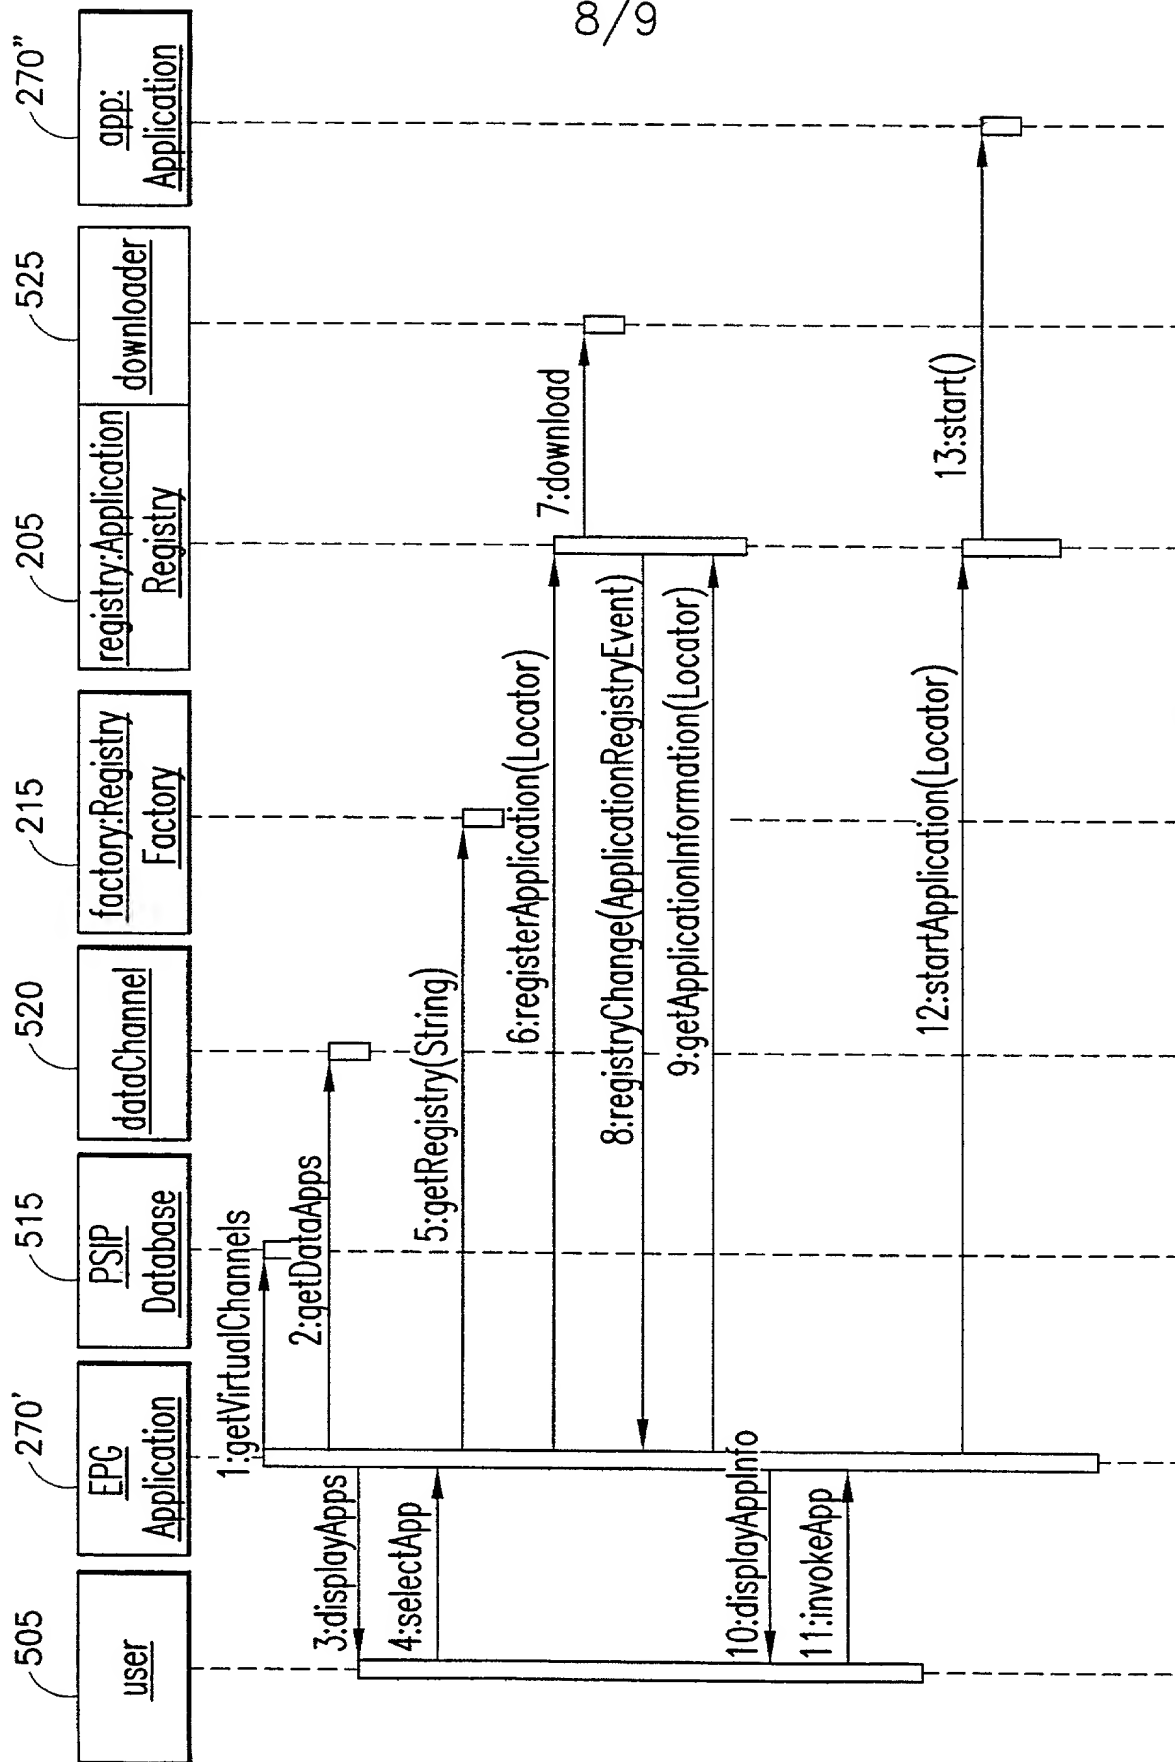 8/9
505
270'
515
520
215
205
525
270"
user
EPG
Application
PSIP
Database
dataChannel
factory:Registry
Factory
registry:Application
Registry
downloader
app:
Application
1:getVirtualChannels
2:getDataApps
3:displayApps
4:selectApp
5:getRegistry(String)
6:registerApplication(Locator)
7:download
8:registryChange(ApplicationRegistryEvent)
9:getApplicationInformation(Locator)
10:displayAppInfo
11:invokeApp
12:startApplication(Locator)
13:start()